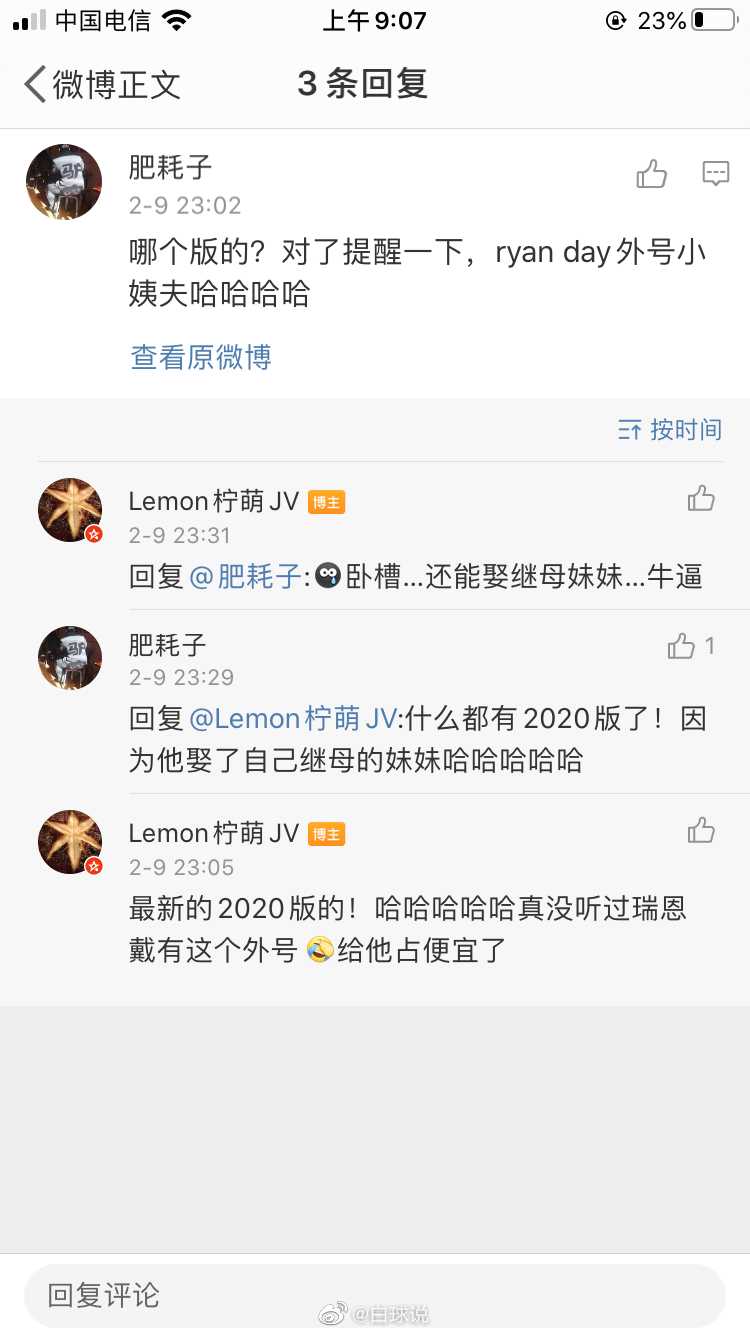 中国电信 上午9:07 23%
微博正文 3条回复
肥耗子
2-9 23:02
哪个版的？对了提醒一下，ryan day外号小
姨夫哈哈哈哈
查看原微博
按时间
Lemon柠萌JV 博主
2-9 23:31
回复@肥耗子:卧槽...还能娶继母妹妹...牛逼
肥耗子 1
2-9 23:29
回复@Lemon柠萌JV:什么都有2020版了！因
为他娶了自己继母的妹妹哈哈哈哈哈
Lemon柠萌JV 博主
2-9 23:05
最新的2020版的！哈哈哈哈哈真没听过瑞恩
戴有这个外号🤣给他占便宜了
回复评论
@白球说